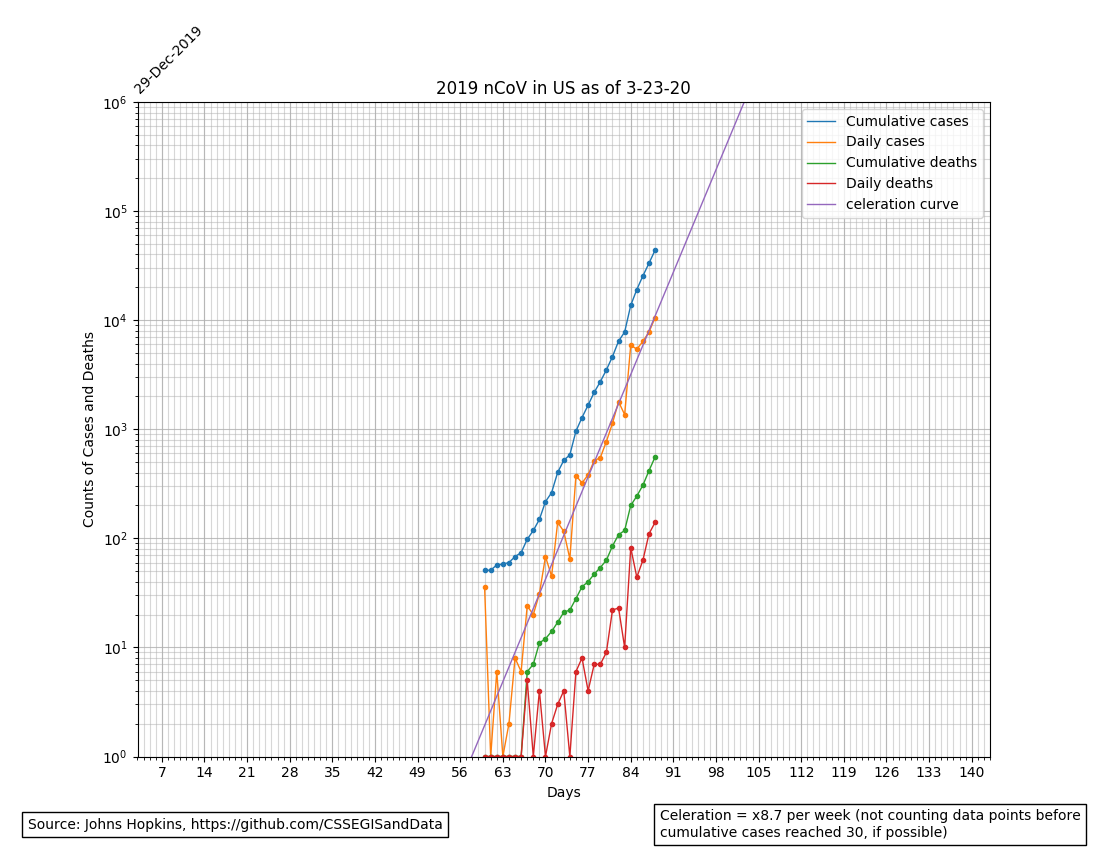 29-Dec-2019
2019 nCoV in US as of 3-23-20
10^6
10^5
10^4
10^3
10^2
10^1
10^0
Counts of Cases and Deaths
Cumulative cases
Daily cases
Cumulative deaths
Daily deaths
celeration curve
7 14 21 28 35 42 49 56 63 70 77 84 91 98 105 112 119 126 133 140
Days
Source: Johns Hopkins, https://github.com/CSSEGISandData
Celeration = x8.7 per week (not counting data points before
cumulative cases reached 30, if possible)